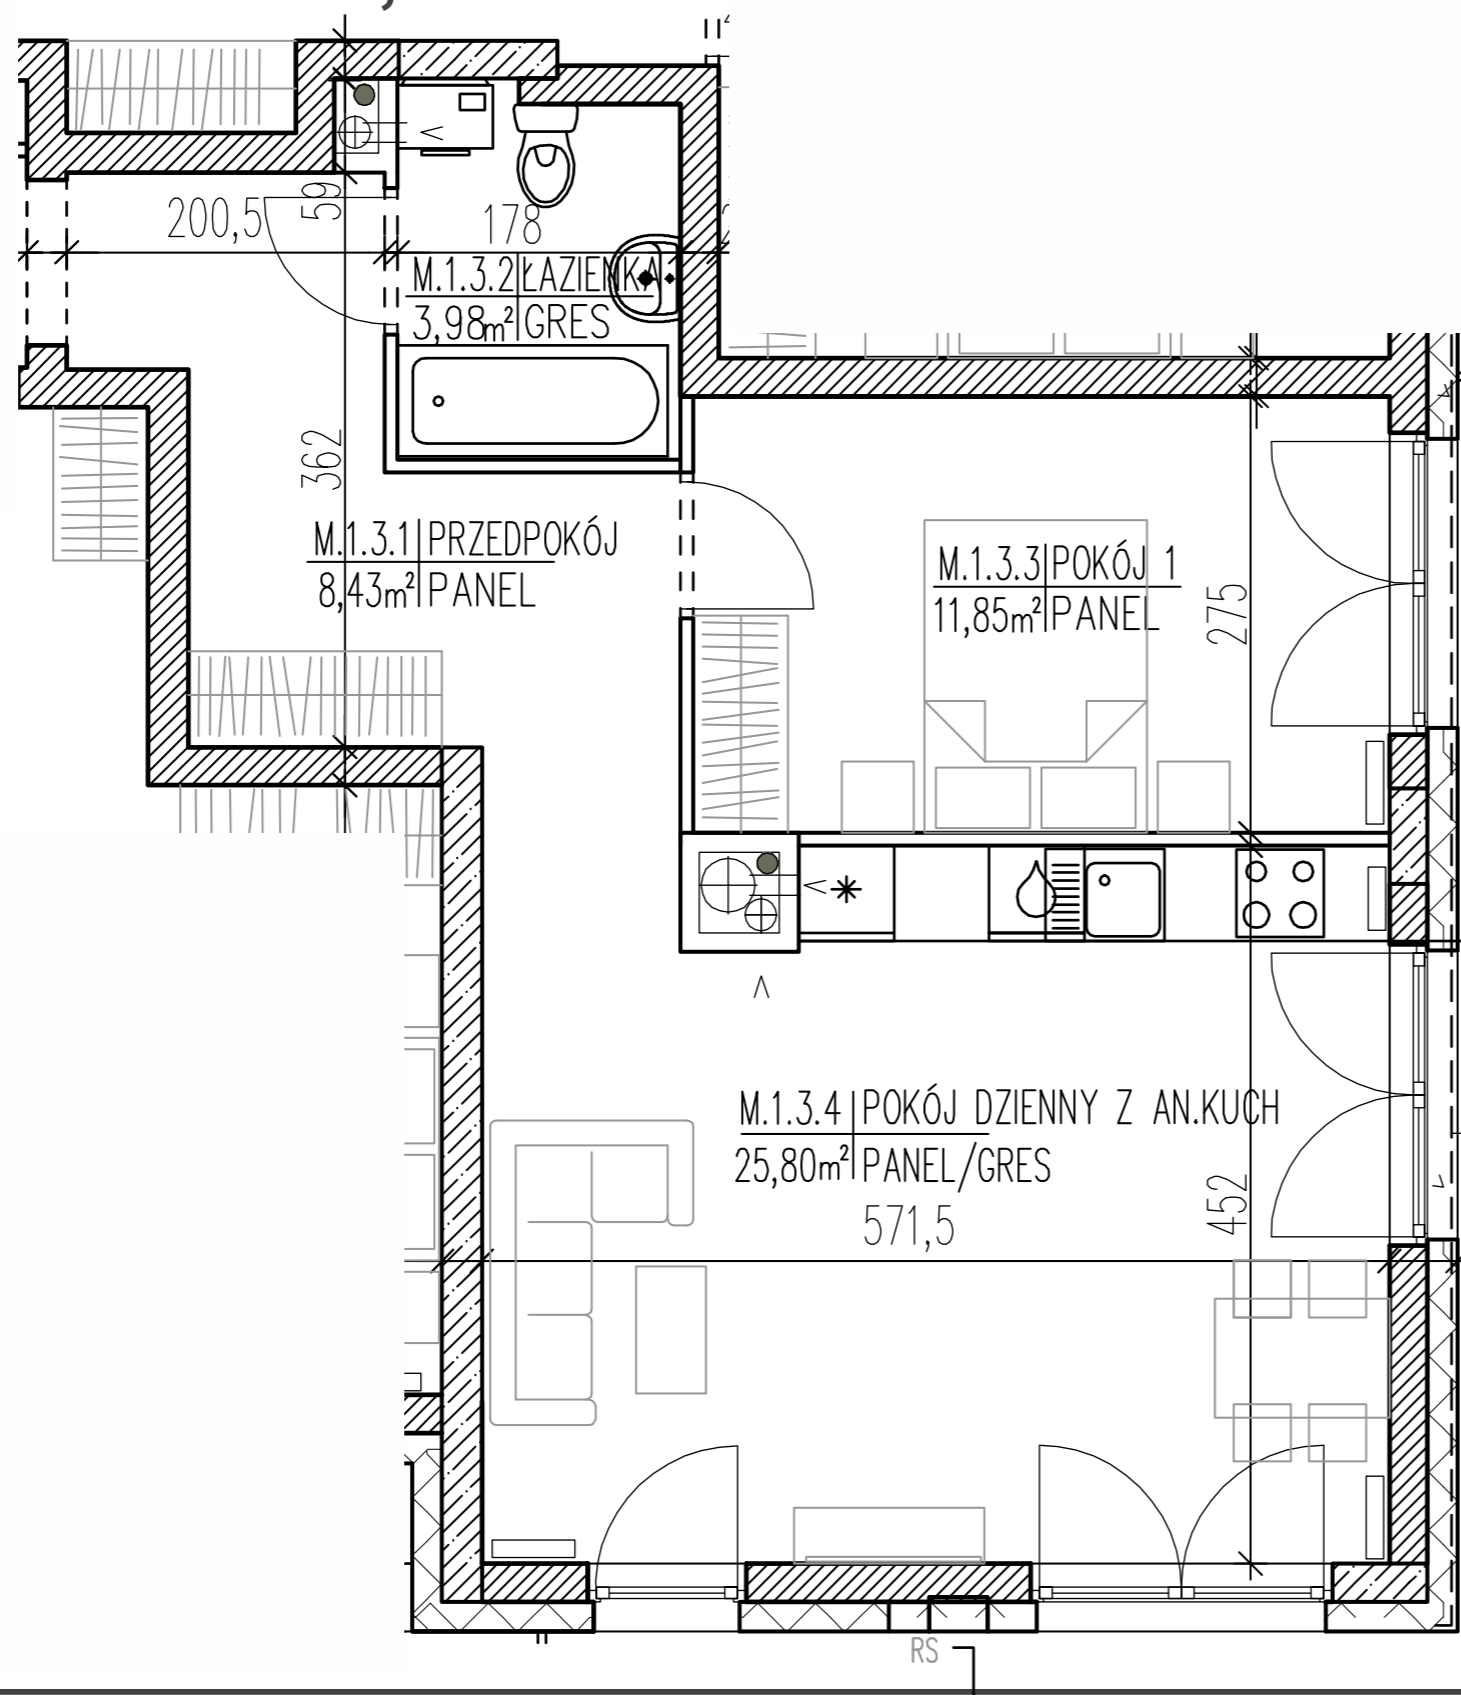 59
200,5
178
M.1.3.2 ŁAZIENKA
3,98m² GRES
362
M.1.3.1 PRZEDPOKÓJ
8,43m² PANEL
M.1.3.3 POKÓJ 1
11,85m² PANEL
275
M.1.3.4 POKÓJ DZIENNY Z AN.KUCH
25,80m² PANEL/GRES
452
571,5
RS